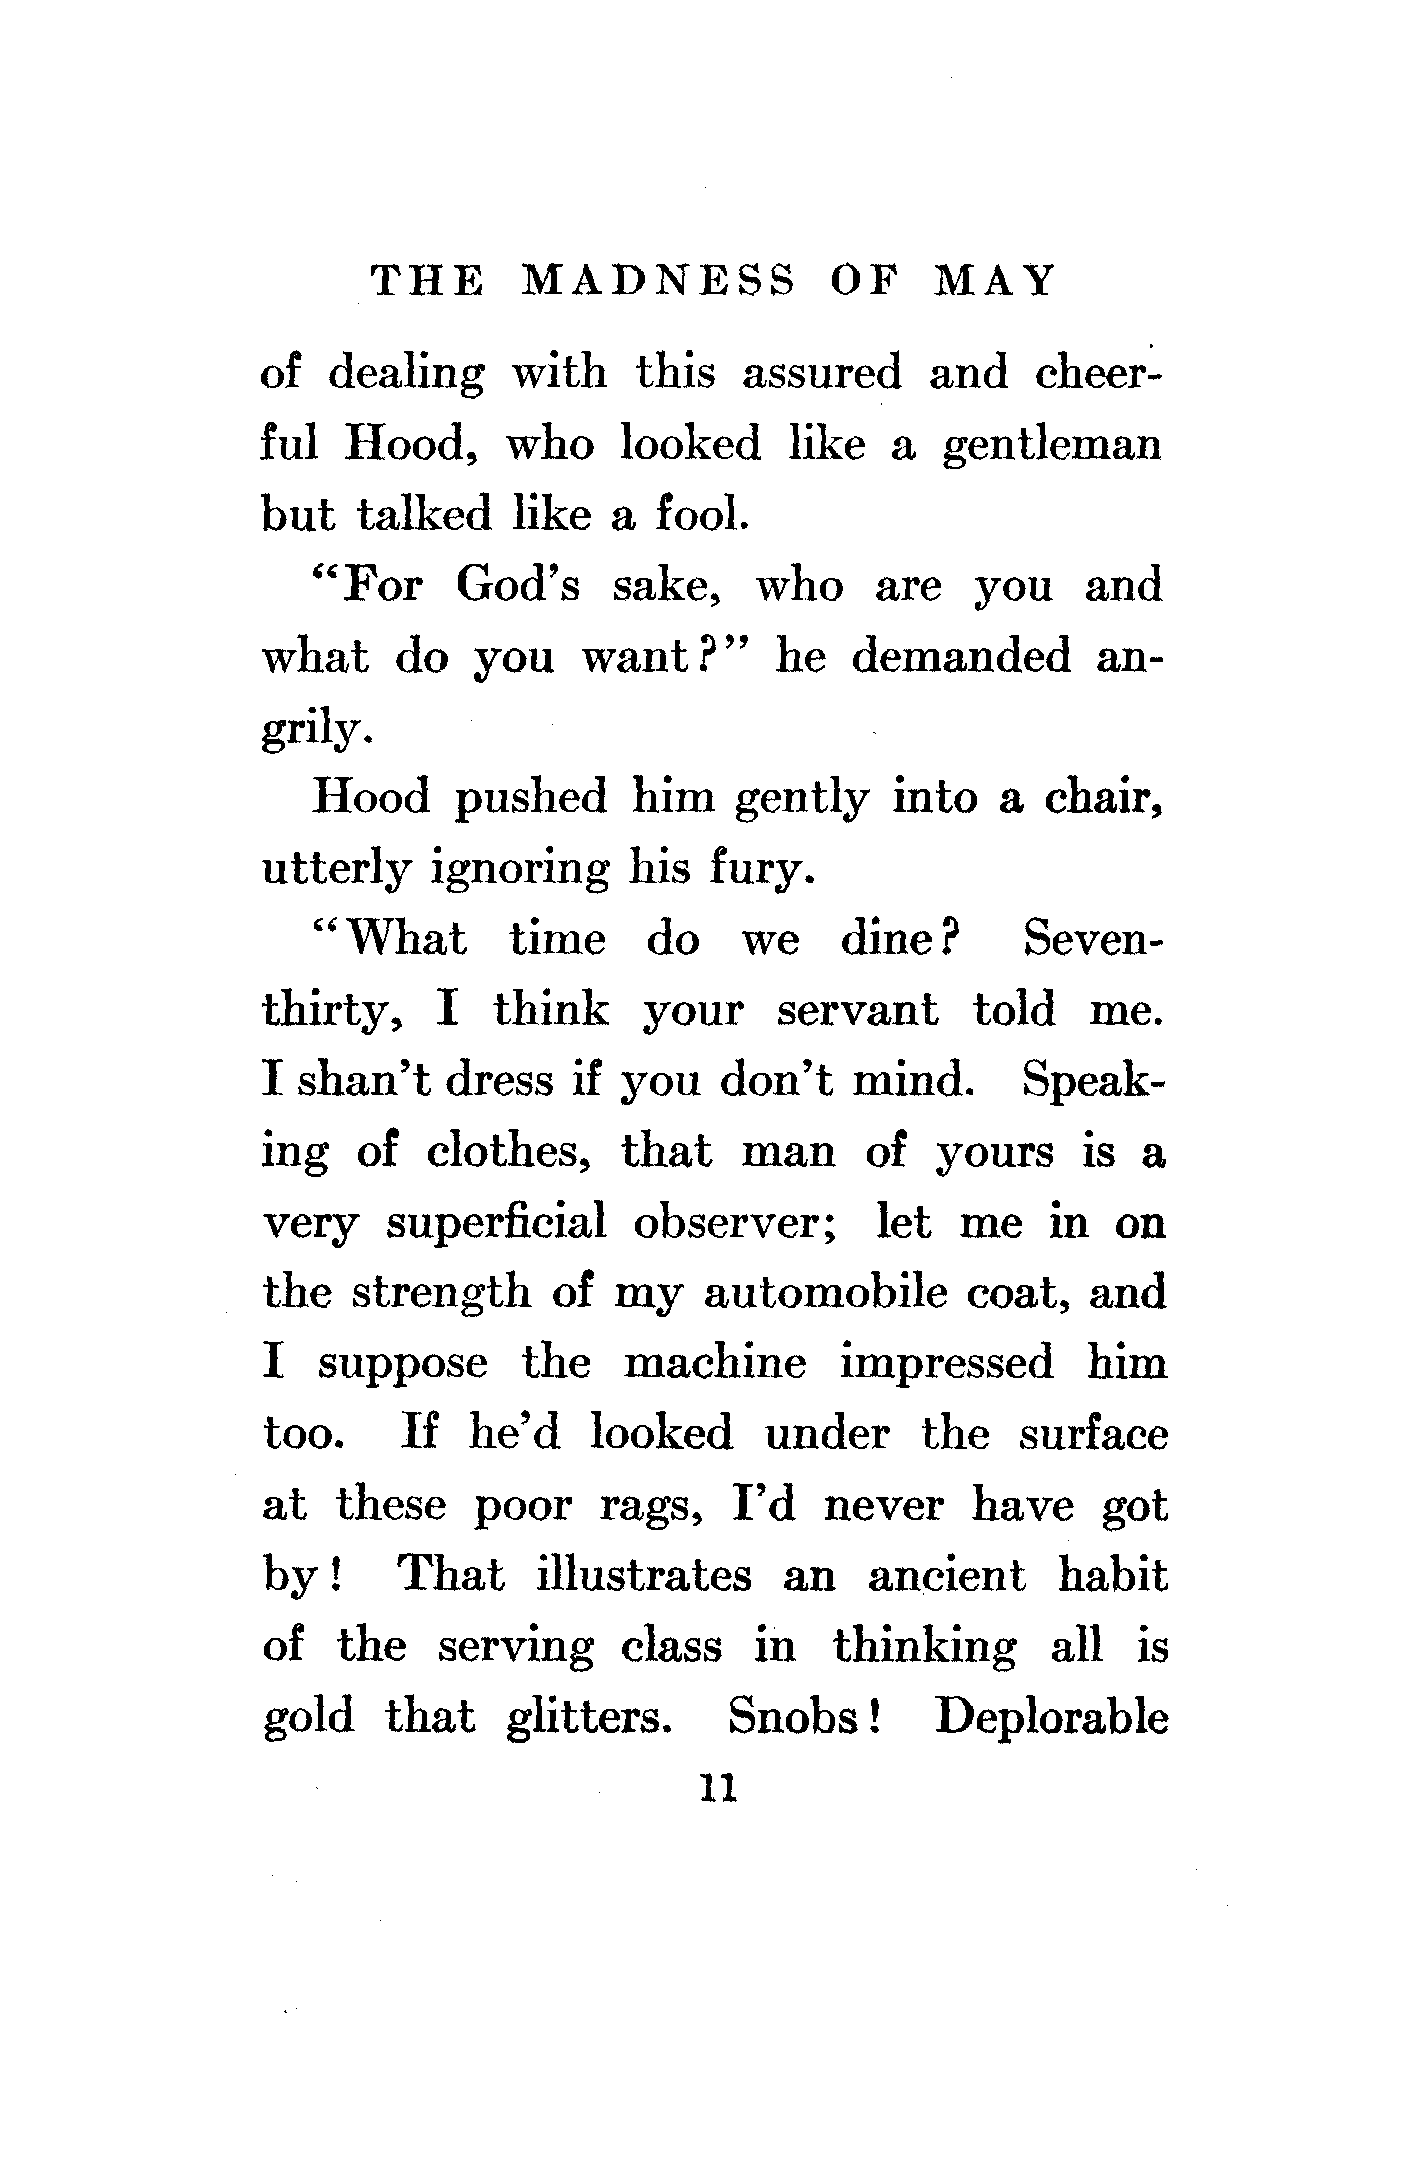 THE MADNESS OF MAY
of dealing with this assured and cheer-
ful Hood, who looked like a gentleman
but talked like a fool.
“For God’s sake, who are you and
what do you want?” he demanded an-
grily.
Hood pushed him gently into a chair,
utterly ignoring his fury.
“What time do we dine? Seven-
thirty, I think your servant told me.
I shan’t dress if you don’t mind. Speak-
ing of clothes, that man of yours is a
very superficial observer; let me in on
the strength of my automobile coat, and
I suppose the machine impressed him
too. If he’d looked under the surface
at these poor rags, I’d never have got
by! That illustrates an ancient habit
of the serving class in thinking all is
gold that glitters. Snobs! Deplorable
11